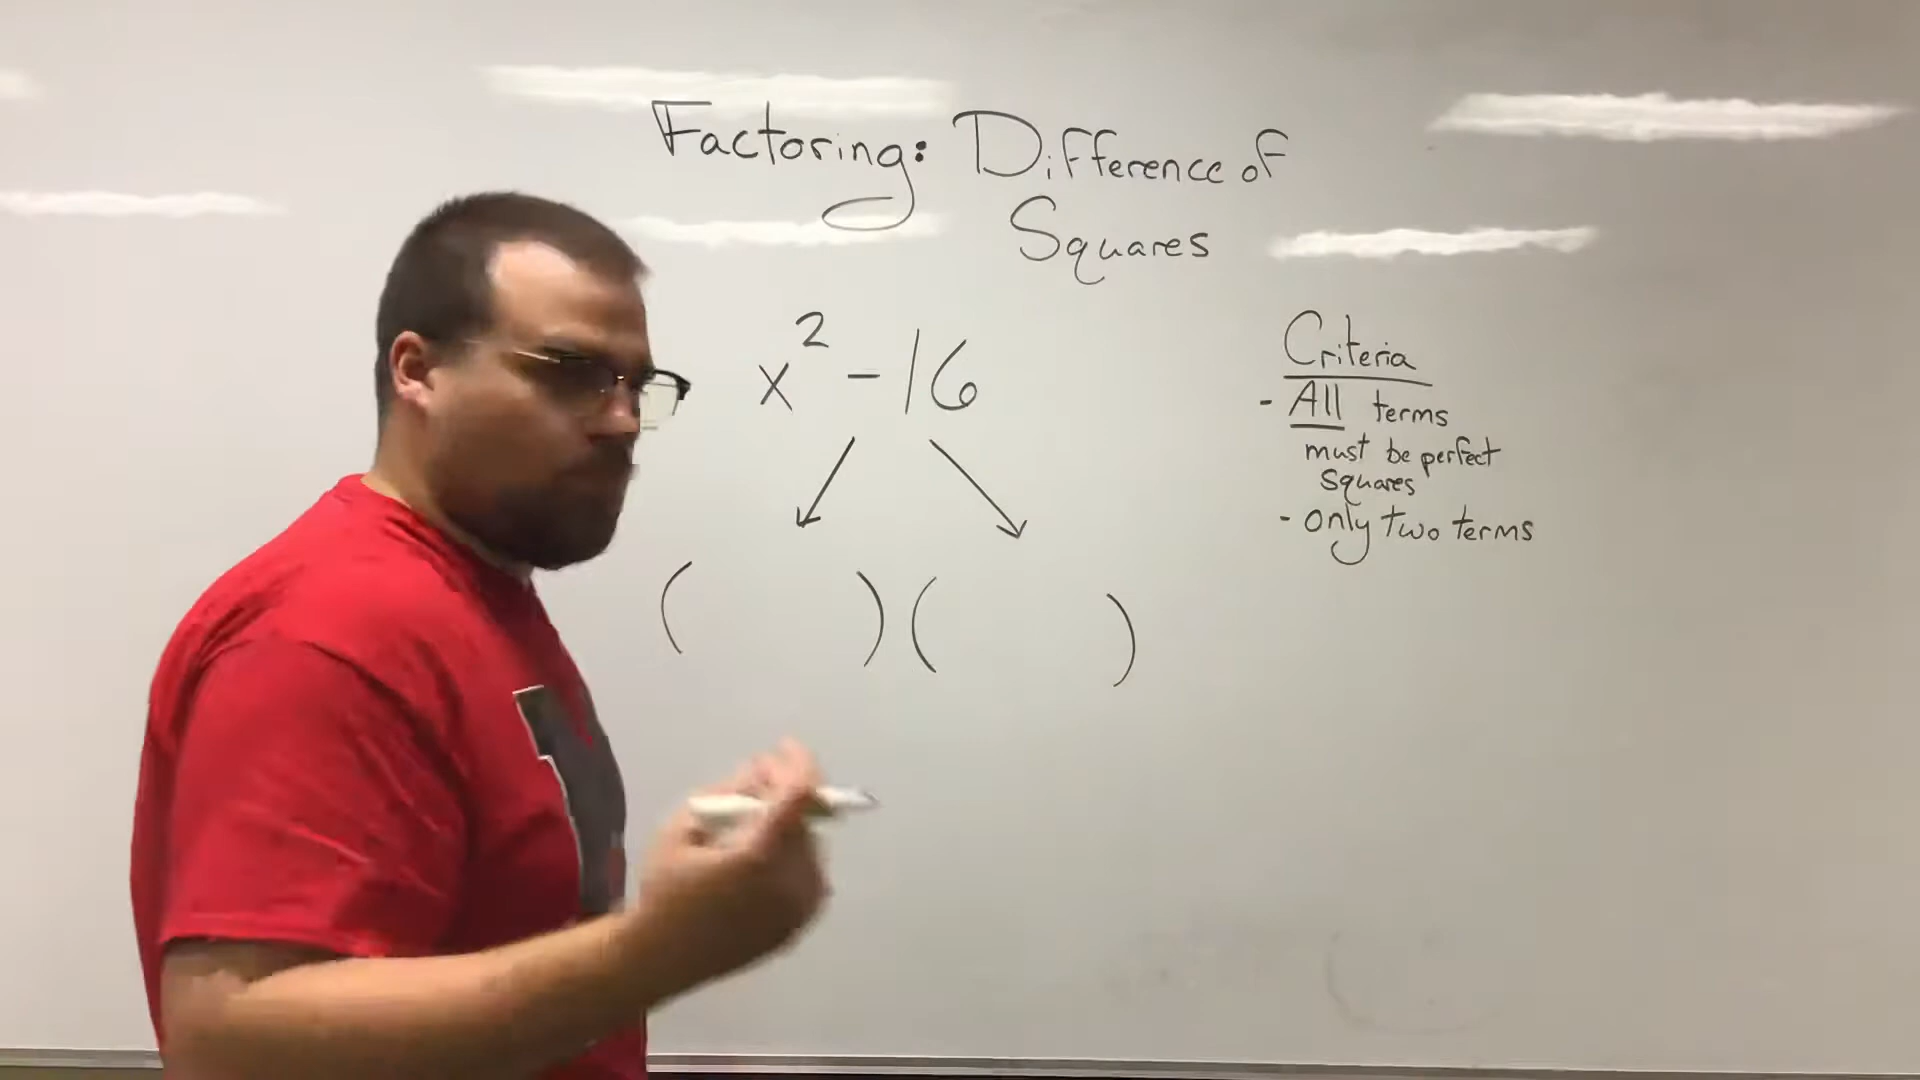 Factoring: Difference of
Squares
x² - 16
( ) ( )
Criteria
- All terms
must be perfect
squares
- only two terms